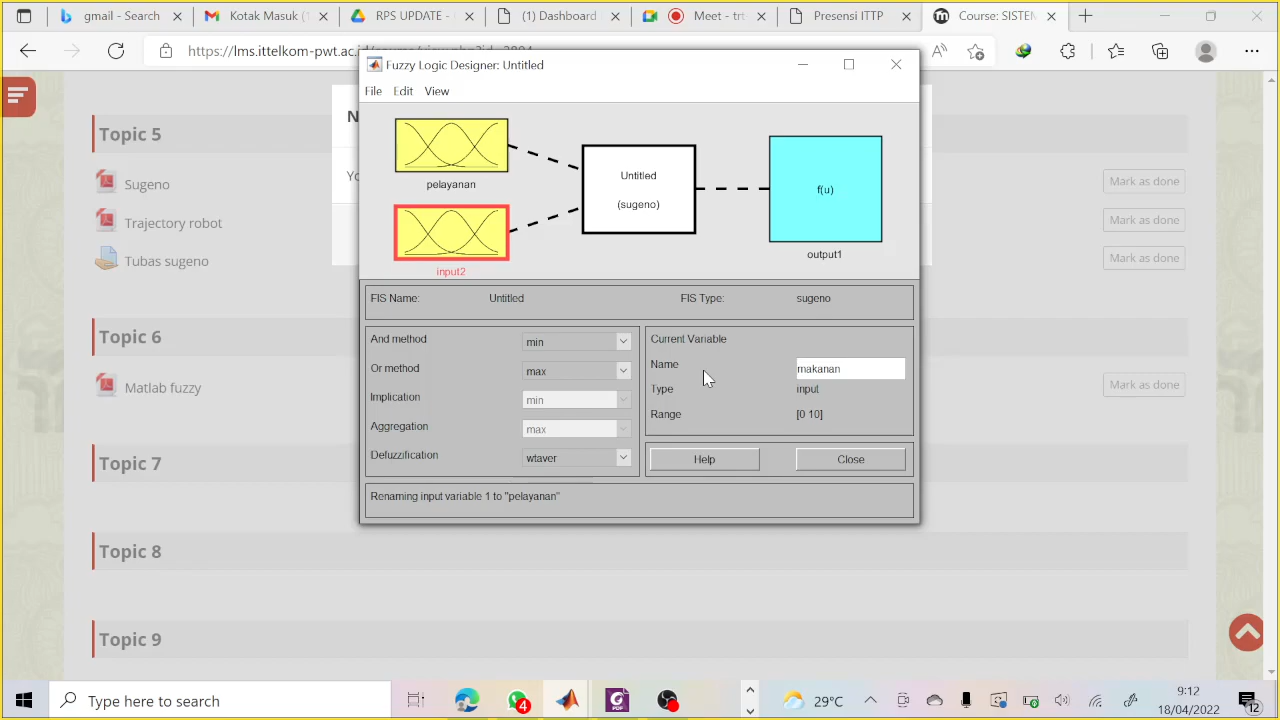 gmail - Search
Kotak Masuk (1
RPS UPDATE -
(1) Dashboard
Meet - trt-
Presensi ITTP
Course: SISTEM
https://lms.ittelkom-pwt.ac.id/
Fuzzy Logic Designer: Untitled
File Edit View
Topic 5
Sugeno
Mark as done
Trajectory robot
Mark as done
Tubas sugeno
Mark as done
pelayanan
input2
Untitled
(sugeno)
f(u)
output1
FIS Name: Untitled FIS Type: sugeno
And method min
Or method max
Implication min
Aggregation max
Defuzzification wtaver
Current Variable
Name makanan
Type input
Range [0 10]
Help Close
Renaming input variable 1 to "pelayanan"
Topic 6
Matlab fuzzy
Mark as done
Topic 7
Topic 8
Topic 9
Type here to search
4
29°C
9:12
18/04/2022
12